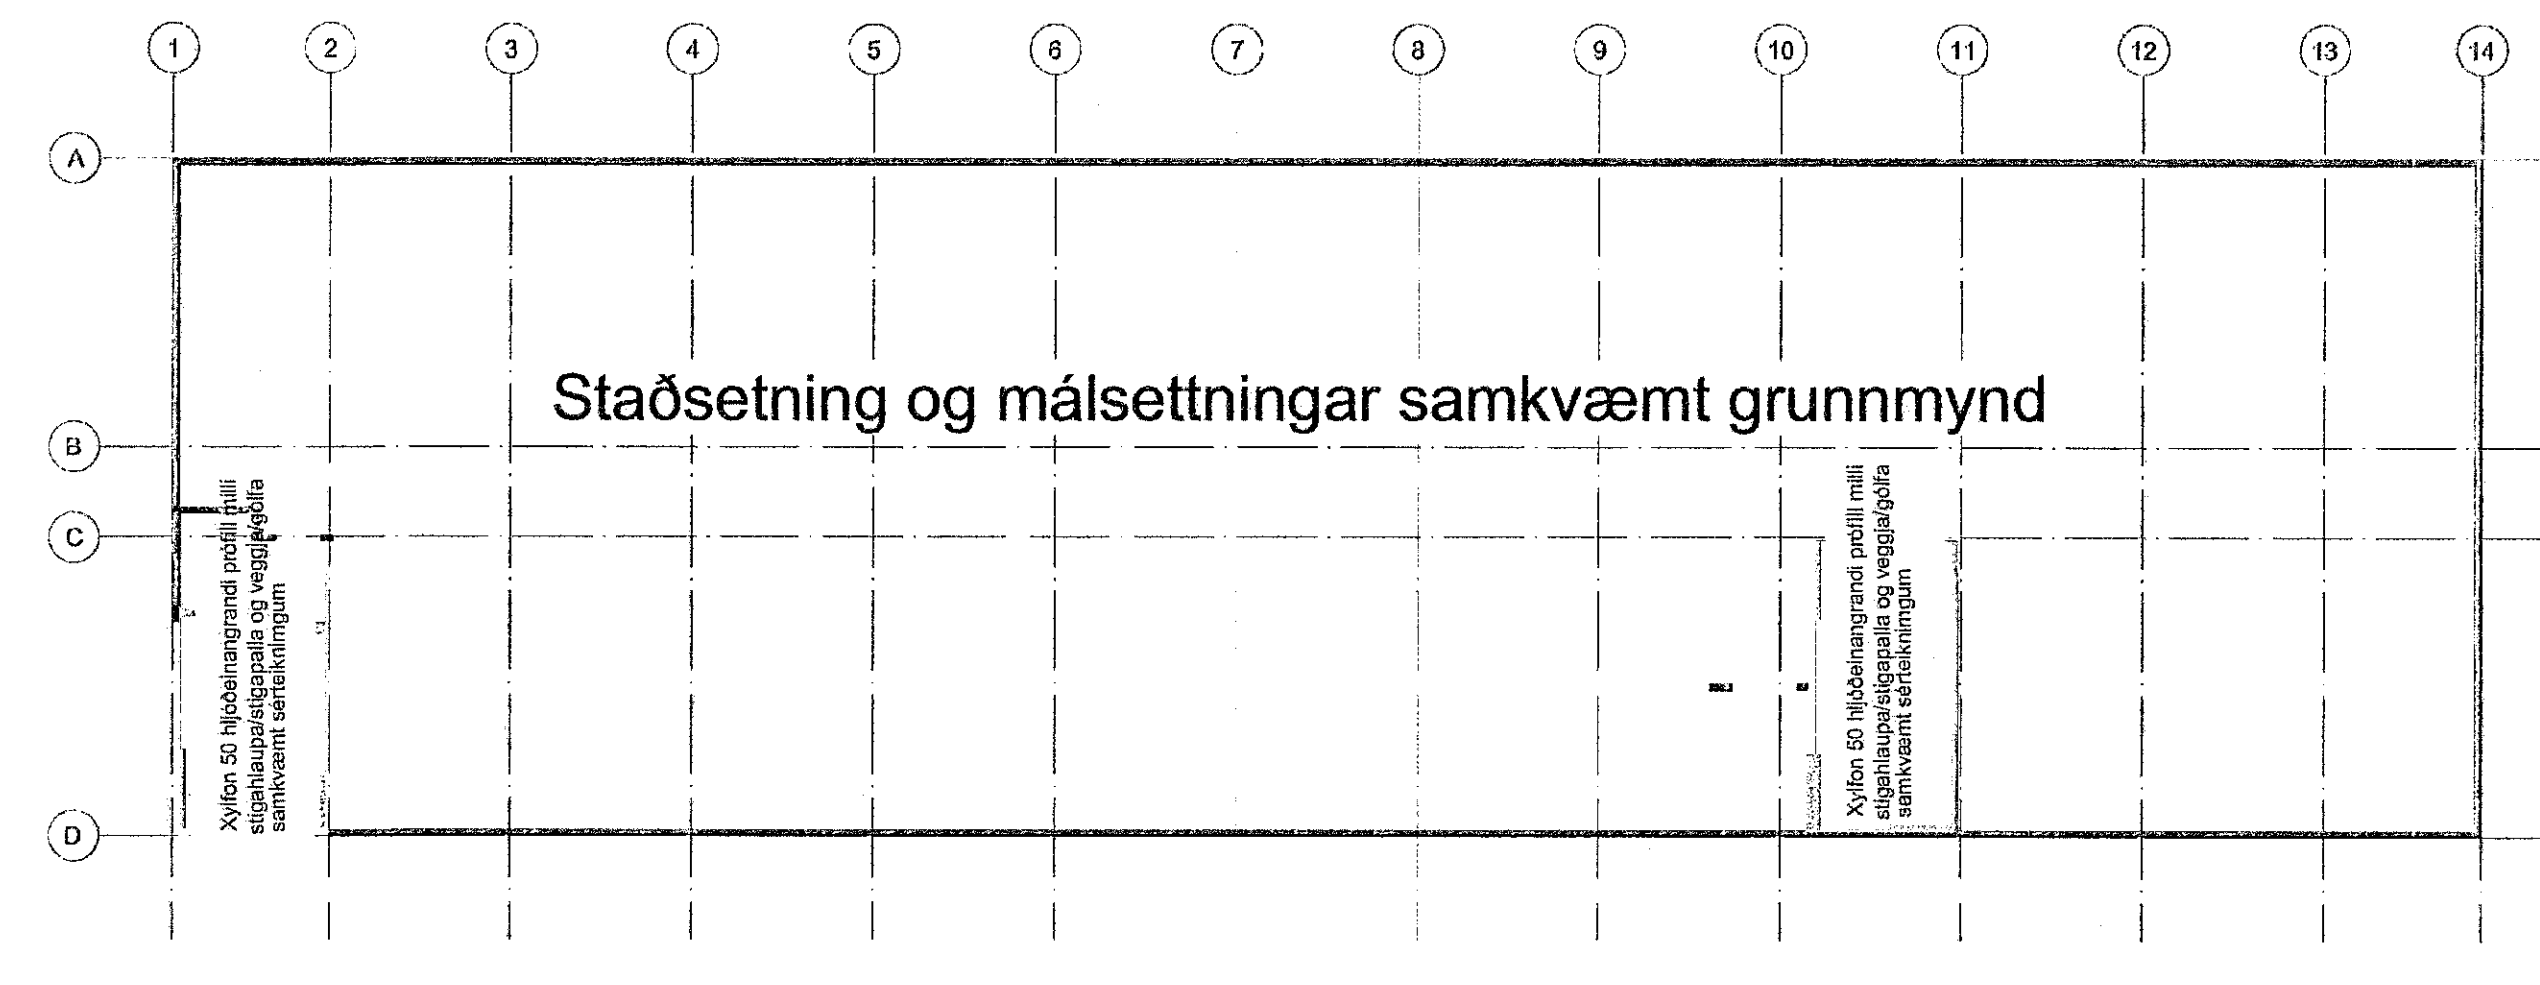 1 2 3 4 5 6 7 8 9 10 11 12 13 14
A
Staðsetning og málsettningar samkvæmt grunnmynd
B
C
D
Xylfon 50 hljóðeinangrandi prófill milli
stigahlaupa/stigapalla og veggja/gólfa
samkvæmt sérteikningum
Xylfon 50 hljóðeinangrandi prófill milli
stigahlaupa/stigapalla og veggja/gólfa
samkvæmt sérteikningum